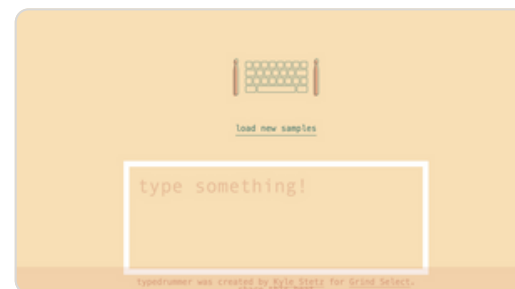 load new samples
type something!
typedrummer was created by Kyle Stetz for Grind Select.